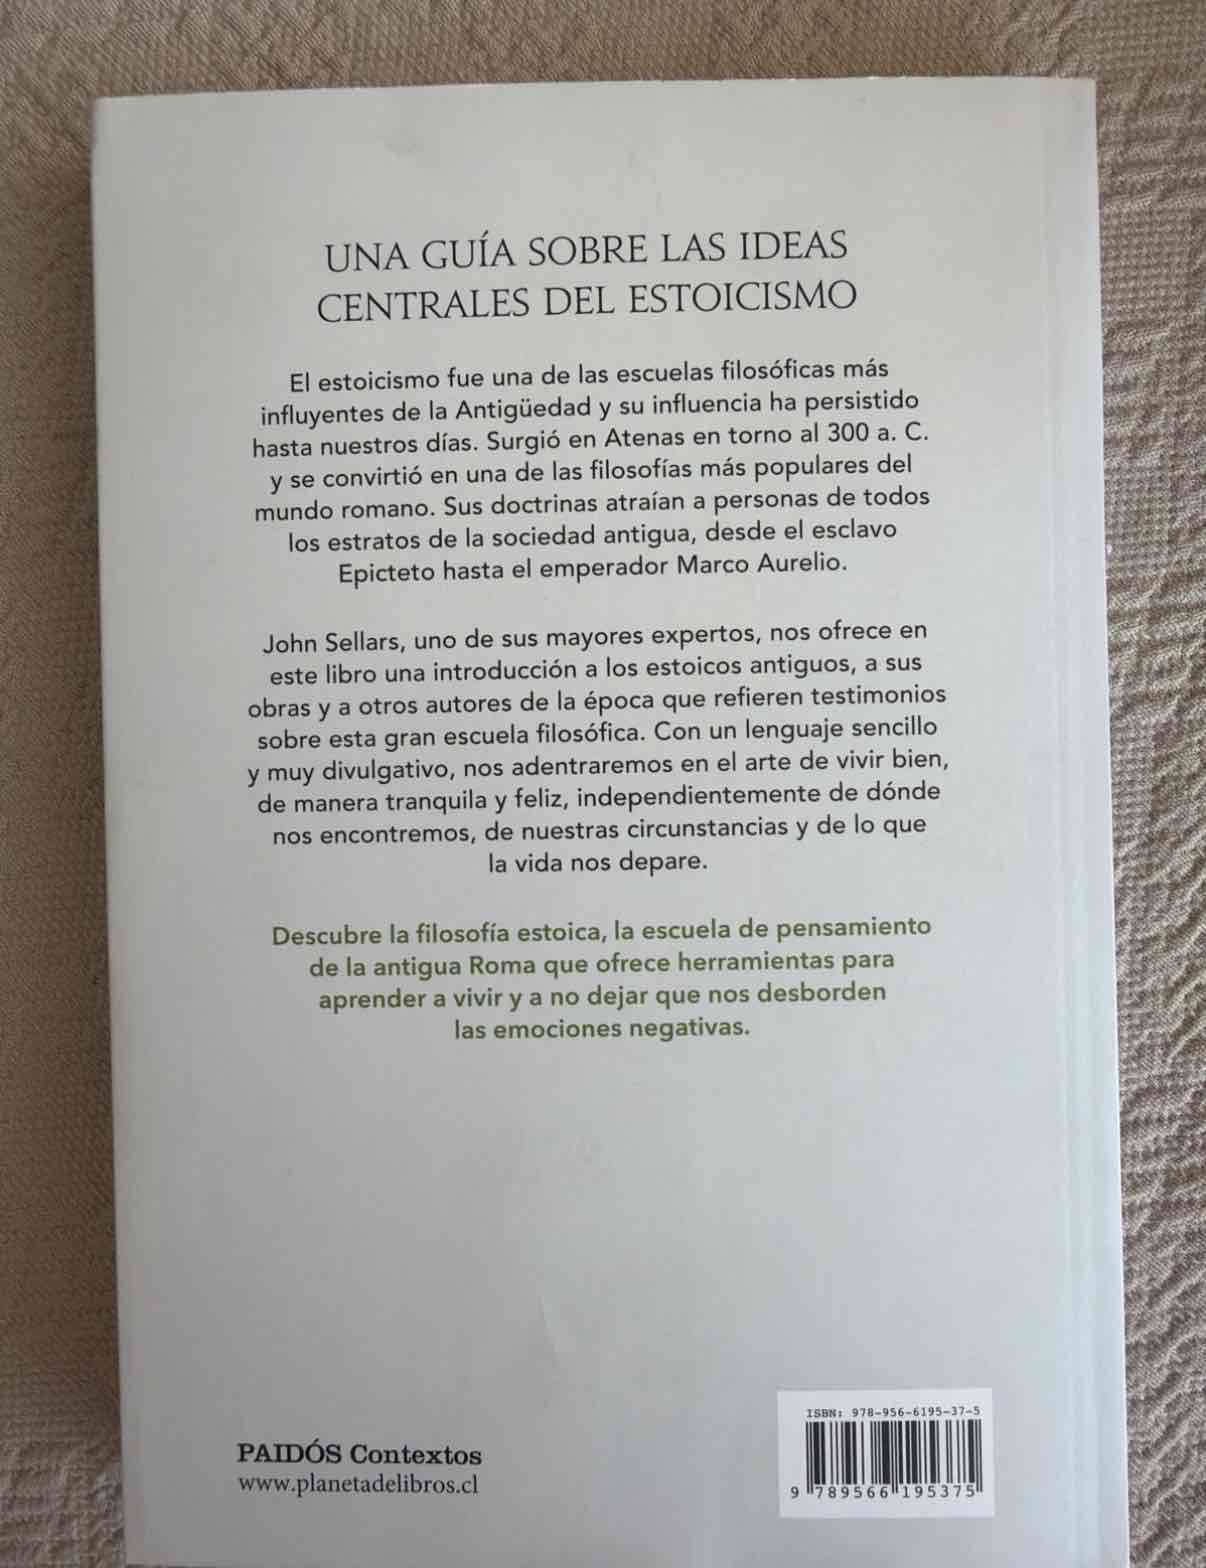 UNA GUÍA SOBRE LAS IDEAS
CENTRALES DEL ESTOICISMO
El estoicismo fue una de las escuelas filosóficas más
influyentes de la Antigüedad y su influencia ha persistido
hasta nuestros días. Surgió en Atenas en torno al 300 a. C.
y se convirtió en una de las filosofías más populares del
mundo romano. Sus doctrinas atraían a personas de todos
los estratos de la sociedad antigua, desde el esclavo
Epicteto hasta el emperador Marco Aurelio.
John Sellars, uno de sus mayores expertos, nos ofrece en
este libro una introducción a los estoicos antiguos, a sus
obras y a otros autores de la época que refieren testimonios
sobre esta gran escuela filosófica. Con un lenguaje sencillo
y muy divulgativo, nos adentraremos en el arte de vivir bien,
de manera tranquila y feliz, independientemente de dónde
nos encontremos, de nuestras circunstancias y de lo que
la vida nos depare.
Descubre la filosofía estoica, la escuela de pensamiento
de la antigua Roma que ofrece herramientas para
aprender a vivir y a no dejar que nos desborden
las emociones negativas.
PAIDÓS Contextos
www.planetadelibros.cl
ISBN: 978-956-6195-37-5
9 789566 195375